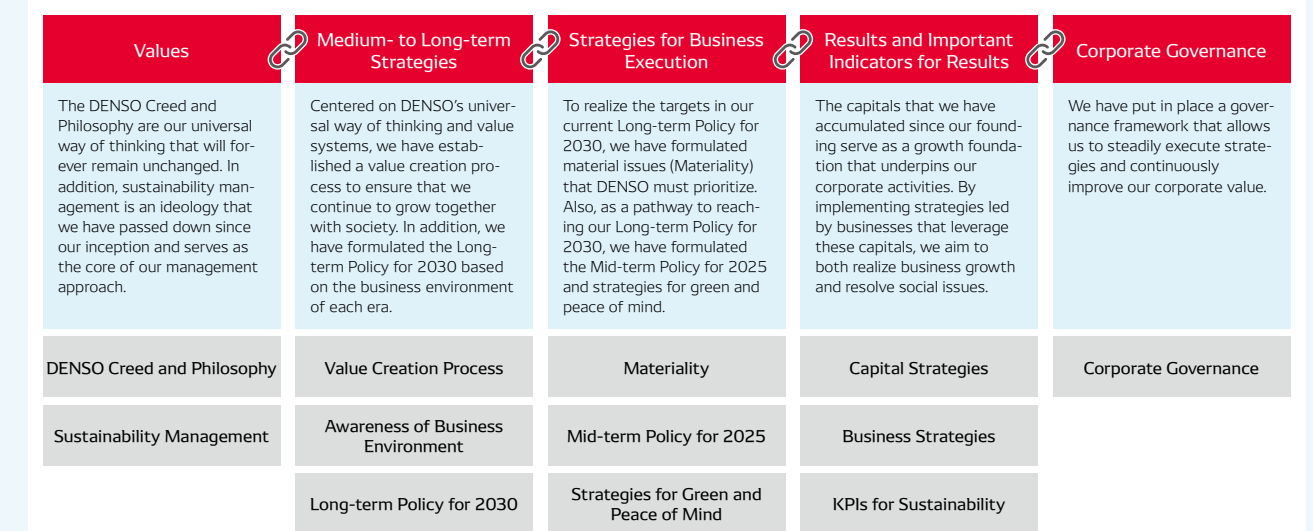 Values
The DENSO Creed and
Philosophy are our universal
way of thinking that will for-
ever remain unchanged. In
addition, sustainability man-
agement is an ideology that
we have passed down since
our inception and serves as
the core of our management
approach.
DENSO Creed and Philosophy
Sustainability Management
Medium- to Long-term
Strategies
Centered on DENSO's univer-
sal way of thinking and value
systems, we have estab-
lished a value creation pro-
cess to ensure that we
continue to grow together
with society. In addition, we
have formulated the Long-
term Policy for 2030 based
on the business environment
of each era.
Value Creation Process
Awareness of Business
Environment
Long-term Policy for 2030
Strategies for Business
Execution
To realize the targets in our
current Long-term Policy for
2030, we have formulated
material issues (Materiality)
that DENSO must prioritize.
Also, as a pathway to reach-
ing our Long-term Policy for
2030, we have formulated
the Mid-term Policy for 2025
and strategies for green and
peace of mind.
Materiality
Mid-term Policy for 2025
Strategies for Green and
Peace of Mind
Results and Important
Indicators for Results
The capitals that we have
accumulated since our found-
ing serve as a growth founda-
tion that underpins our
corporate activities. By
implementing strategies led
by businesses that leverage
these capitals, we aim to
both realize business growth
and resolve social issues.
Capital Strategies
Business Strategies
KPIs for Sustainability
Corporate Governance
We have put in place a gover-
nance framework that allows
us to steadily execute strate-
gies and continuously
improve our corporate value.
Corporate Governance